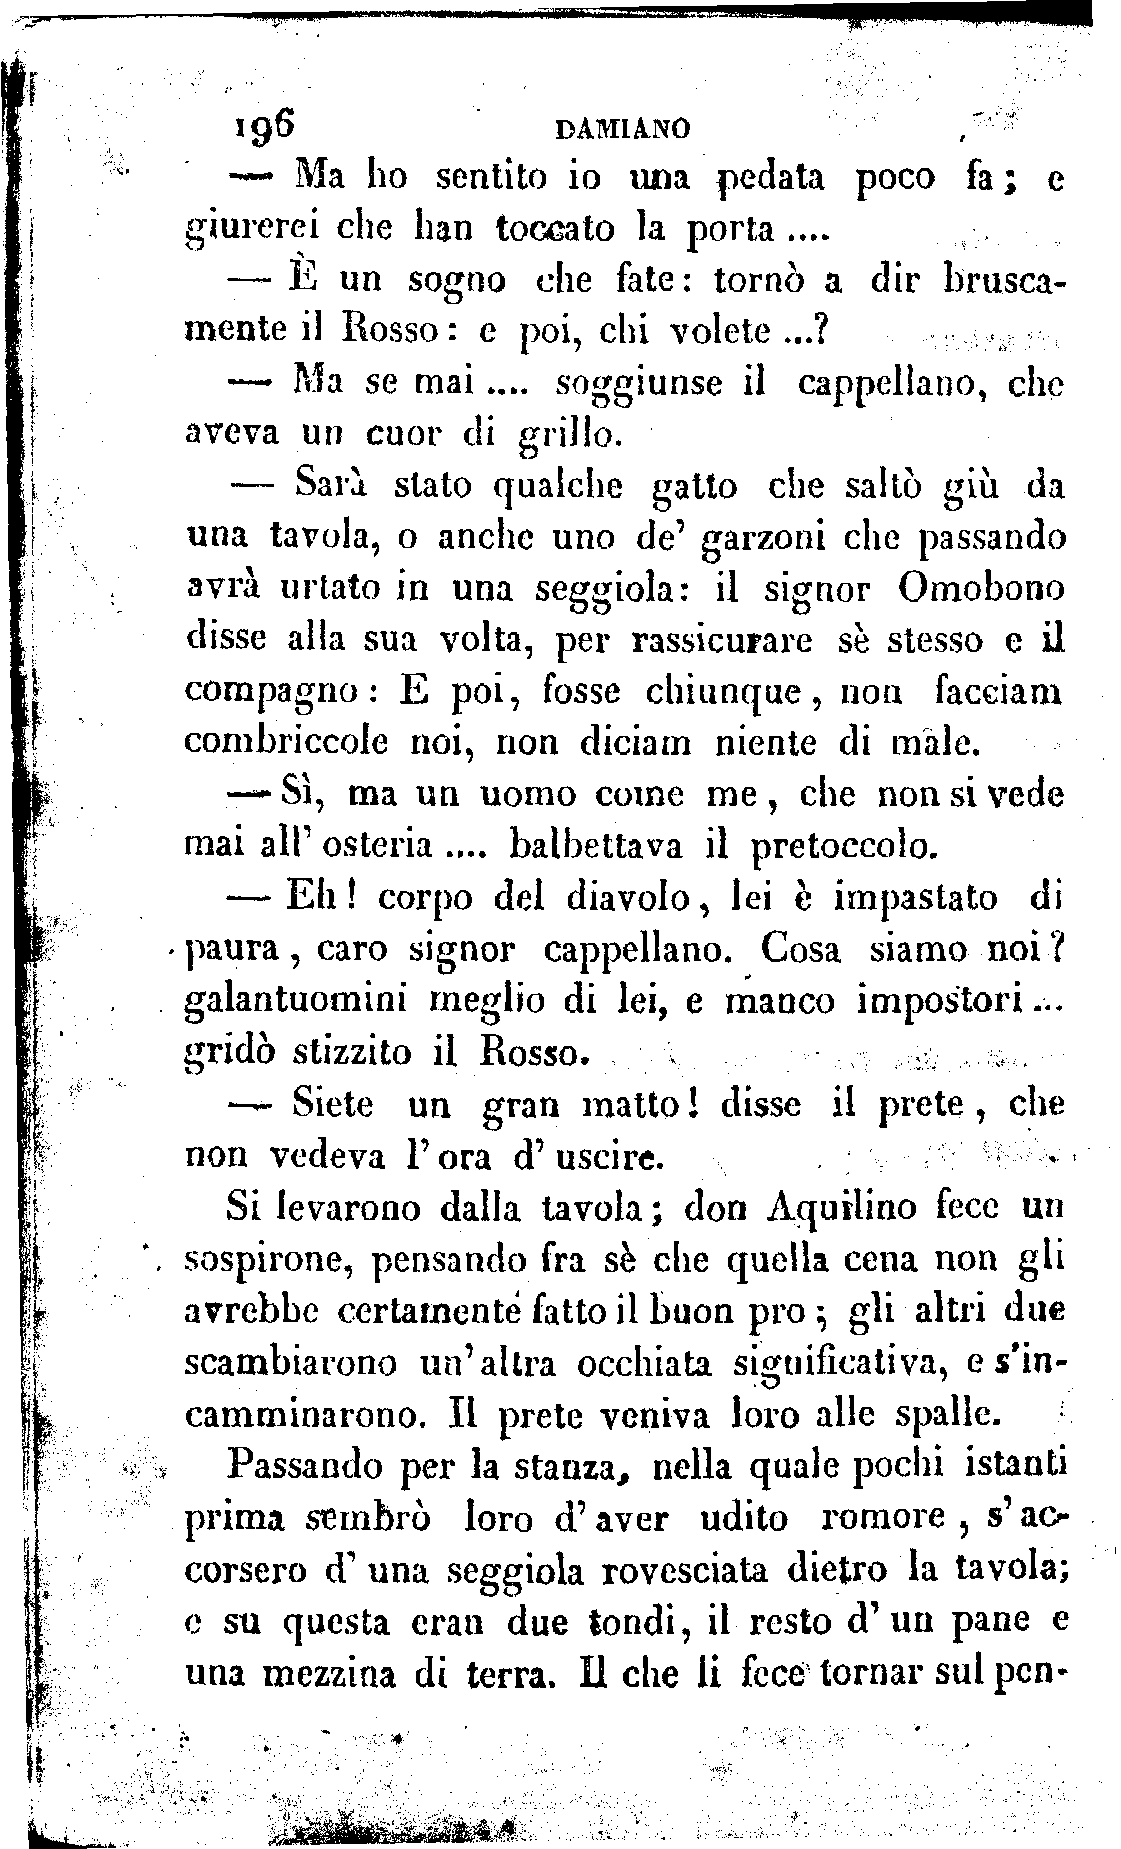 196 DAMIANO
— Ma ho sentito io una pedata poco fa; e
giurerei che han toccato la porta ....
— È un sogno che fate: tornò a dir brusca-
mente il Rosso: e poi, chi volete ...?
— Ma se mai .... soggiunse il cappellano, che
aveva un cuor di grillo.
— Sarà stato qualche gatto che saltò giù da
una tavola, o anche uno de' garzoni che passando
avrà urtato in una seggiola: il signor Omobono
disse alla sua volta, per rassicurare sè stesso e il
compagno: E poi, fosse chiunque, non facciam
combriccole noi, non diciam niente di male.
— Sì, ma un uomo come me, che non si vede
mai all' osteria .... balbettava il pretoccolo.
— Eh! corpo del diavolo, lei è impastato di
paura, caro signor cappellano. Cosa siamo noi?
galantuomini meglio di lei, e manco impostori ...
gridò stizzito il Rosso.
— Siete un gran matto! disse il prete, che
non vedeva l' ora d' uscire.
Si levarono dalla tavola; don Aquilino fece un
sospirone, pensando fra sè che quella cena non gli
avrebbe certamente fatto il buon pro; gli altri due
scambiarono un' altra occhiata significativa, e s'in-
camminarono. Il prete veniva loro alle spalle.
Passando per la stanza, nella quale pochi istanti
prima sembrò loro d' aver udito romore, s' ac-
corsero d' una seggiola rovesciata dietro la tavola;
e su questa eran due tondi, il resto d' un pane e
una mezzina di terra. Il che li fece tornar sul pen-